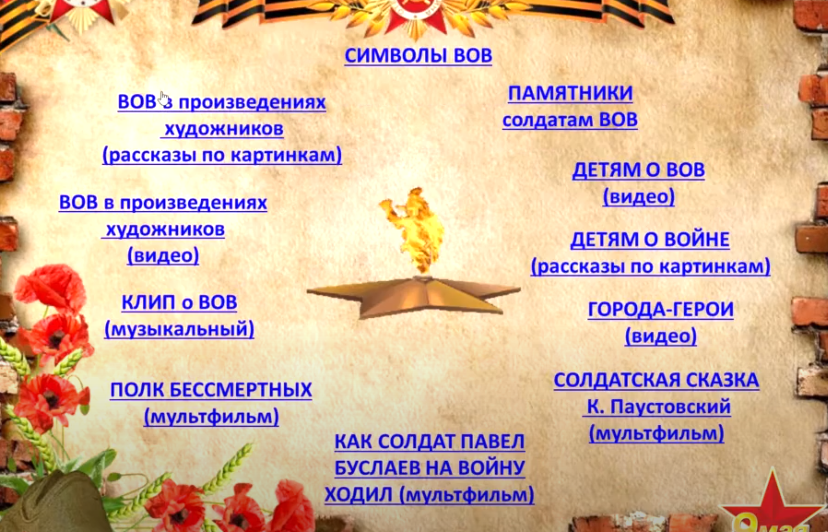 СИМВОЛЫ ВОВ
ВОВ в произведениях
художников
(рассказы по картинкам)
ВОВ в произведениях
художников
(видео)
КЛИП о ВОВ
(музыкальный)
ПОЛК БЕССМЕРТНЫХ
(мультфильм)
КАК СОЛДАТ ПАВЕЛ
БУСЛАЕВ НА ВОЙНУ
ХОДИЛ (мультфильм)
ПАМЯТНИКИ
солдатам ВОВ
ДЕТЯМ О ВОВ
(видео)
ДЕТЯМ О ВОЙНЕ
(рассказы по картинкам)
ГОРОДА-ГЕРОИ
(видео)
СОЛДАТСКАЯ СКАЗКА
К. Паустовский
(мультфильм)
9 мая